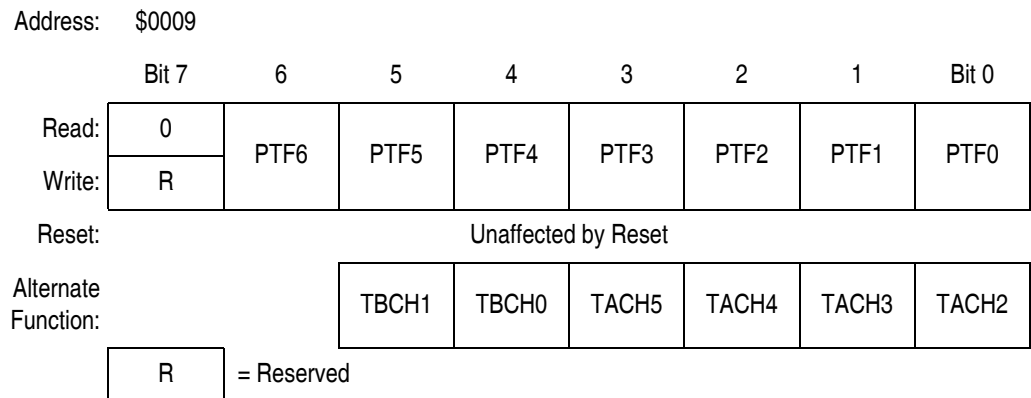 Address: $0009
Bit 7 6 5 4 3 2 1 Bit 0
Read: 0 PTF6 PTF5 PTF4 PTF3 PTF2 PTF1 PTF0
Write: R
Reset: Unaffected by Reset
Alternate
Function: TBCH1 TBCH0 TACH5 TACH4 TACH3 TACH2
R = Reserved